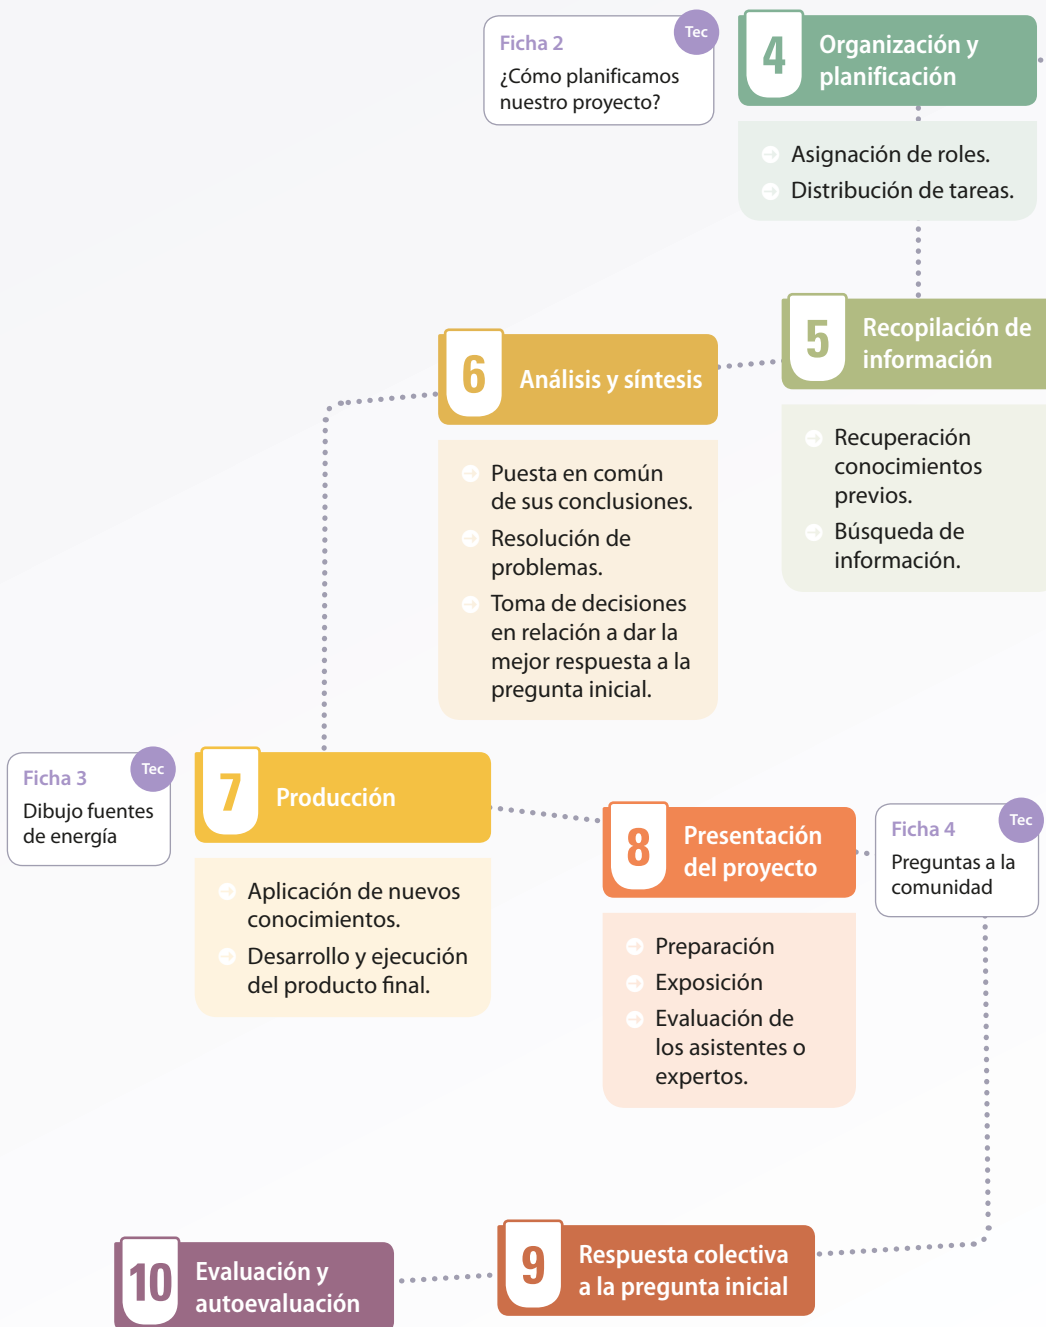 Ficha 2
Tec
¿Cómo planificamos
nuestro proyecto?
4
Organización y
planificación
Asignación de roles.
Distribución de tareas.
5
Recopilación de
información
Recuperación
conocimientos
previos.
Búsqueda de
información.
6
Análisis y síntesis
Puesta en común
de sus conclusiones.
Resolución de
problemas.
Toma de decisiones
en relación a dar la
mejor respuesta a la
pregunta inicial.
Ficha 3
Tec
Dibujo fuentes
de energía
7
Producción
Aplicación de nuevos
conocimientos.
Desarrollo y ejecución
del producto final.
8
Presentación
del proyecto
Preparación
Exposición
Evaluación de
los asistentes o
expertos.
Ficha 4
Tec
Preguntas a la
comunidad
9
Respuesta colectiva
a la pregunta inicial
10
Evaluación y
autoevaluación